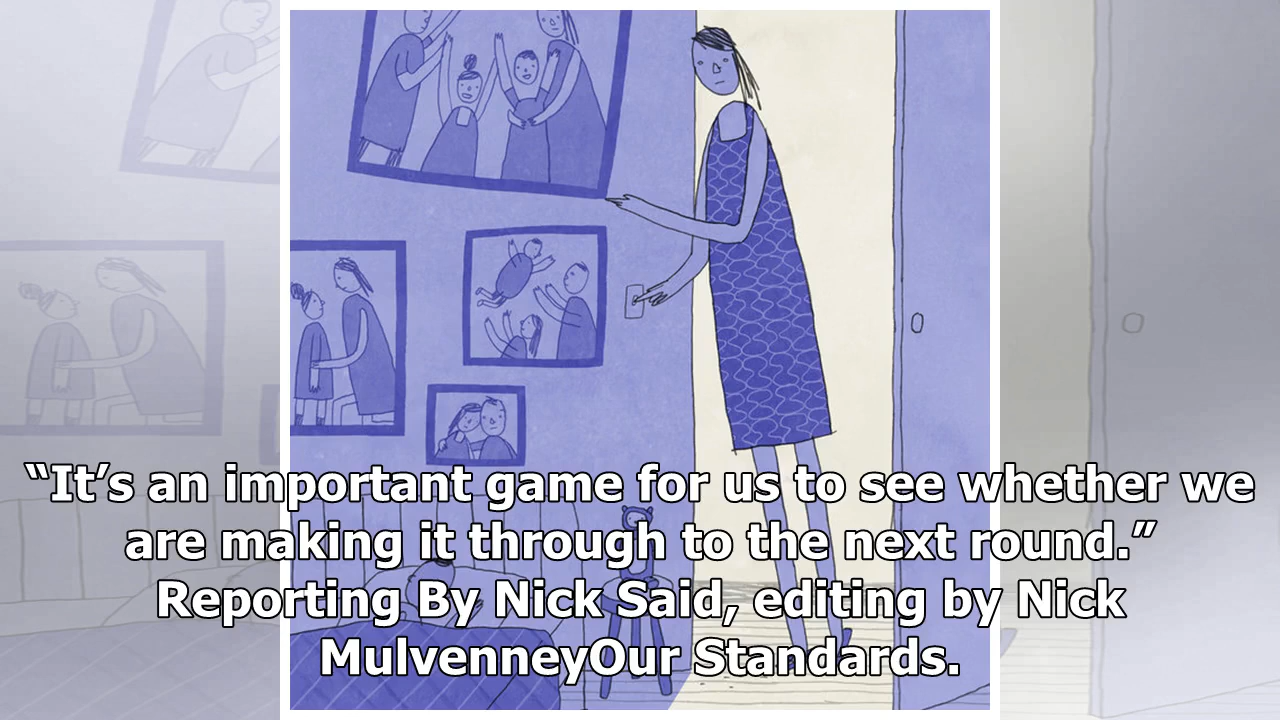 “It’s an important game for us to see whether we
are making it through to the next round.”
Reporting By Nick Said, editing by Nick
MulvenneyOur Standards.